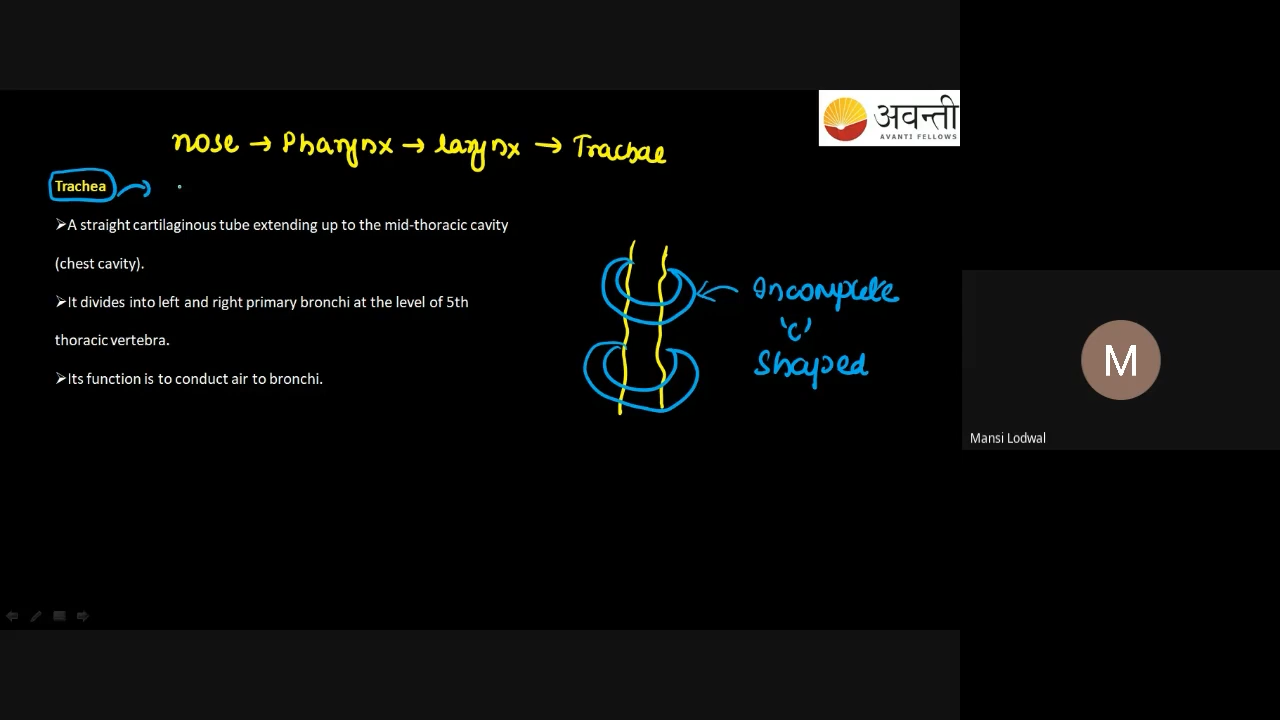 अवन्ती
AVANTI FELLOWS
nose → Pharynx → larynx → Trachae
Trachea
➢A straight cartilaginous tube extending up to the mid-thoracic cavity
(chest cavity).
➢It divides into left and right primary bronchi at the level of 5th
thoracic vertebra.
➢Its function is to conduct air to bronchi.
Incomplete
'C'
Shaped
M
Mansi Lodwal